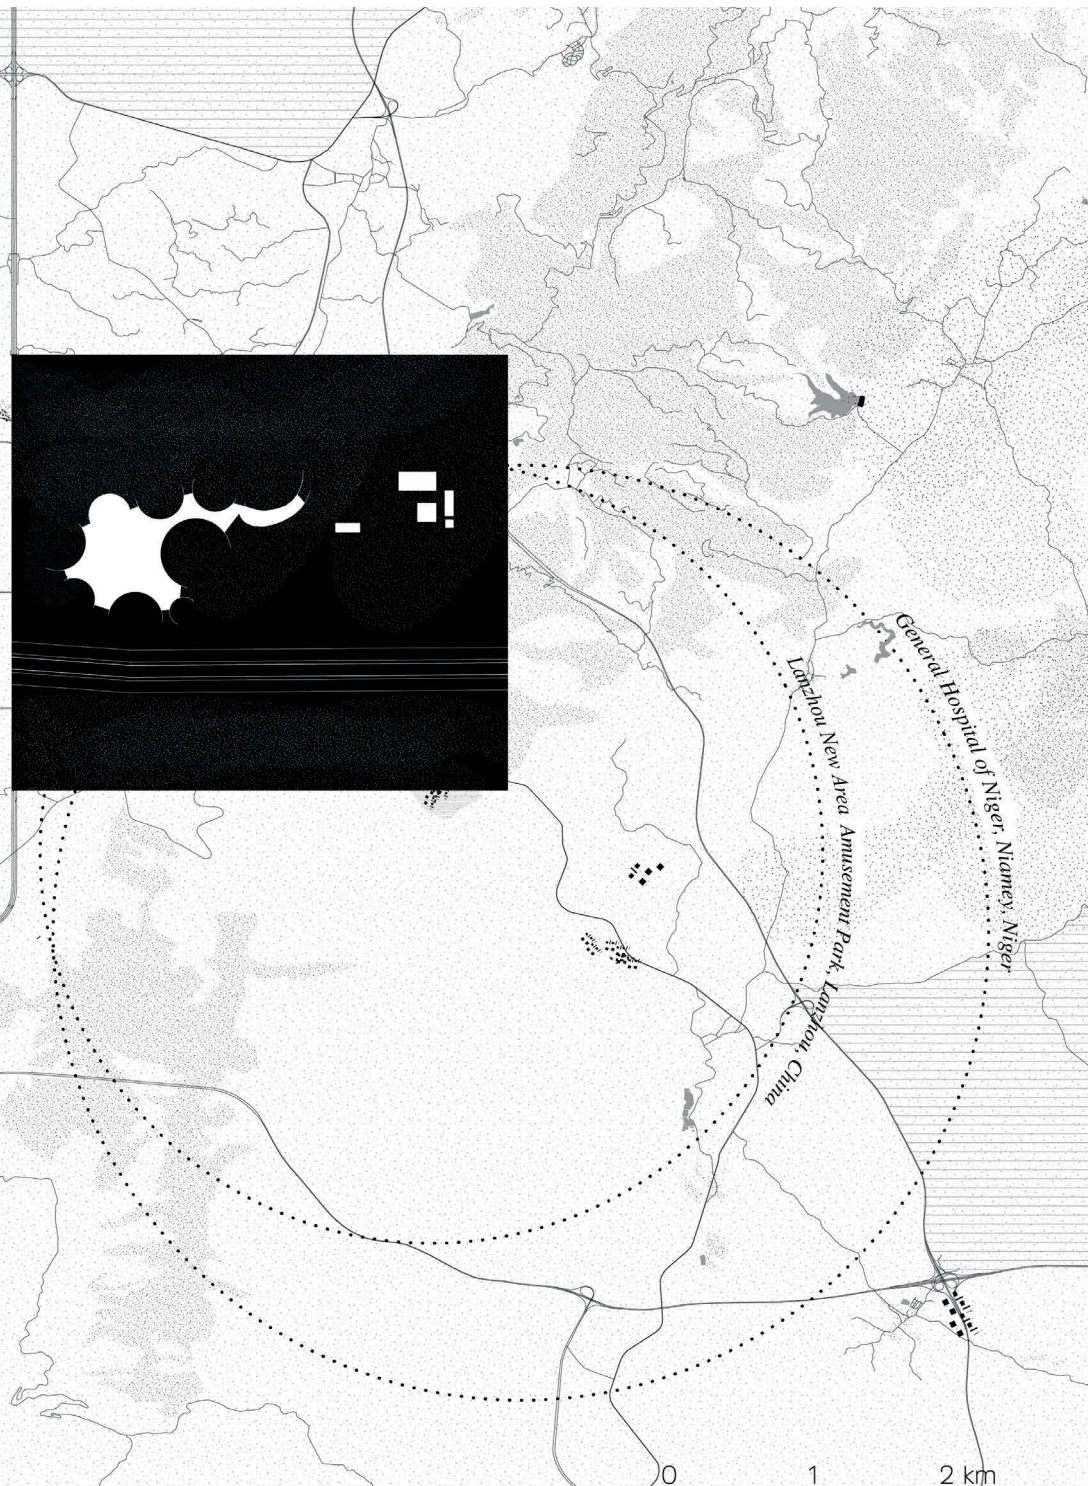 General Hospital of Niger, Niamey, Niger
Lanzhou New Area Amusement Park, Lanzhou, China
0 1 2 km